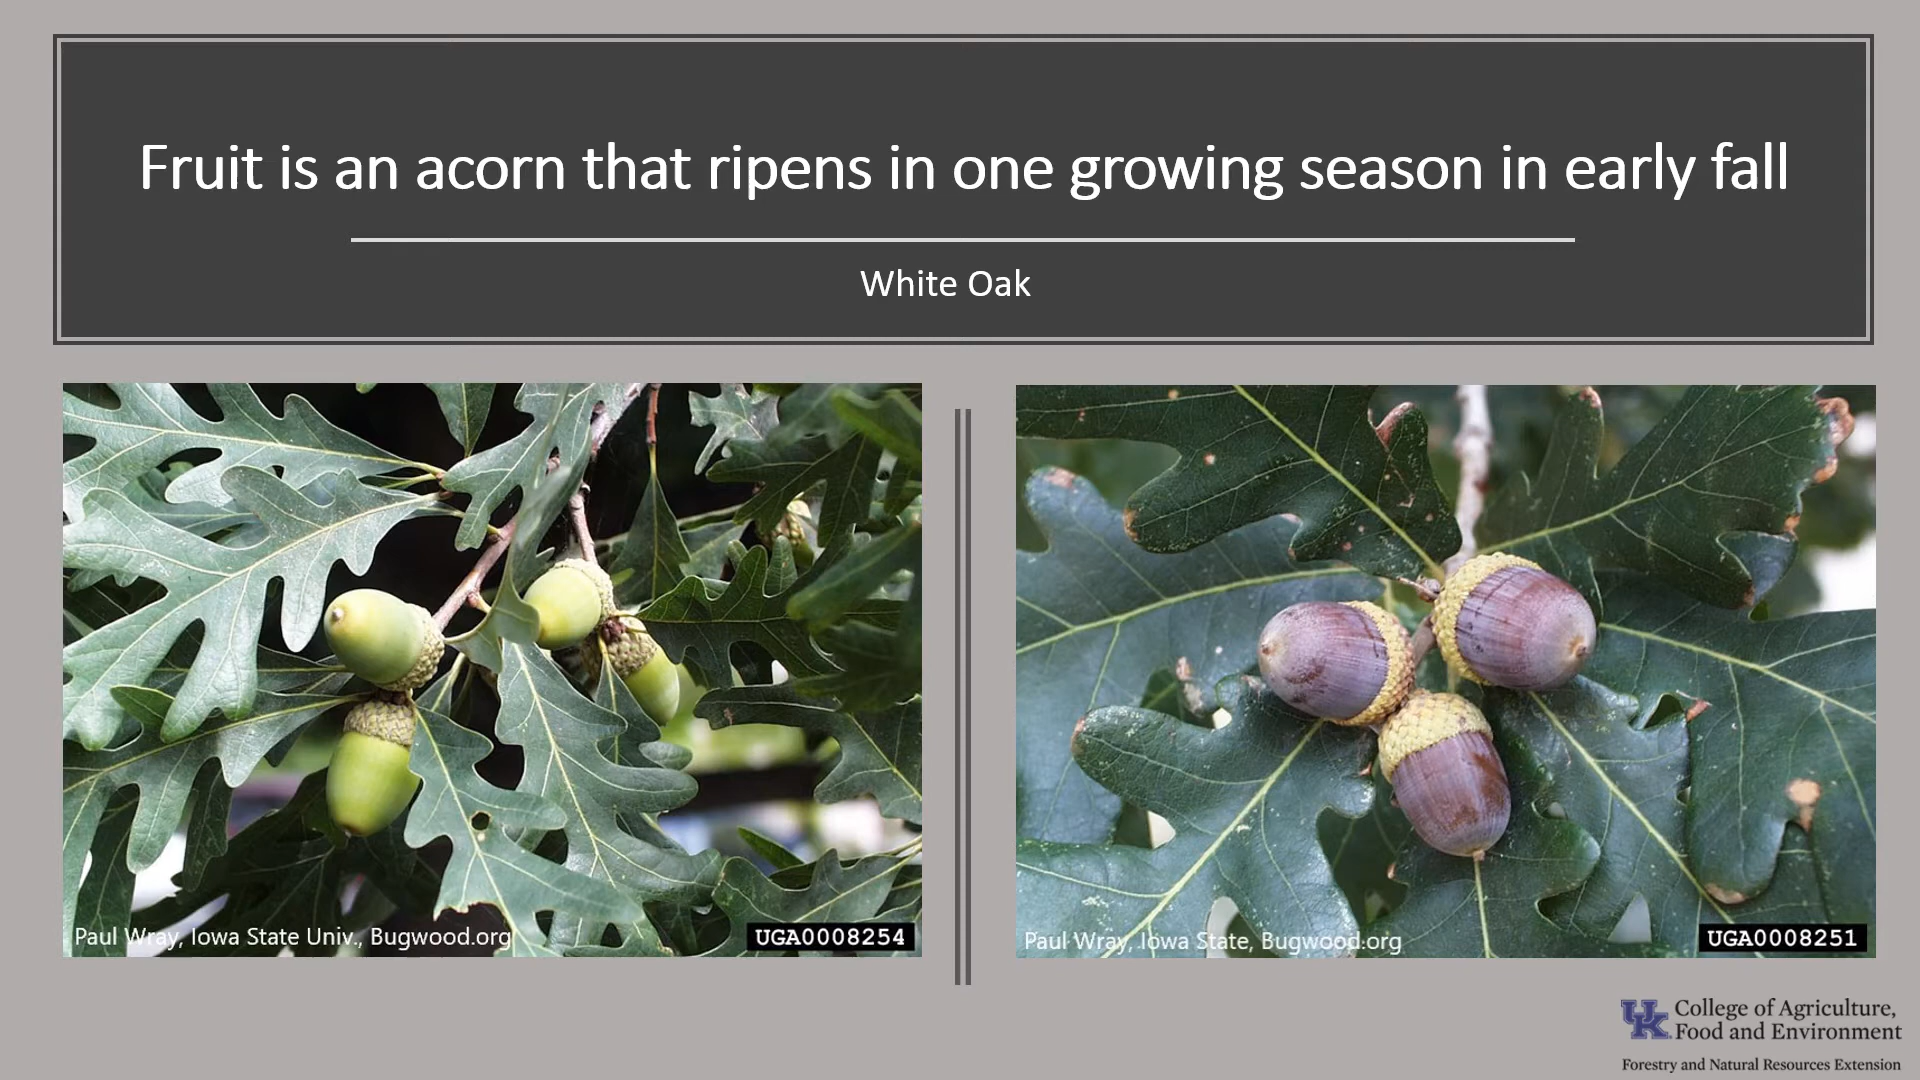 Fruit is an acorn that ripens in one growing season in early fall
White Oak
Paul Wray, Iowa State Univ., Bugwood.org
UGA0008254
Paul Wray, Iowa State, Bugwood.org
UGA0008251
UK
College of Agriculture,
Food and Environment
Forestry and Natural Resources Extension